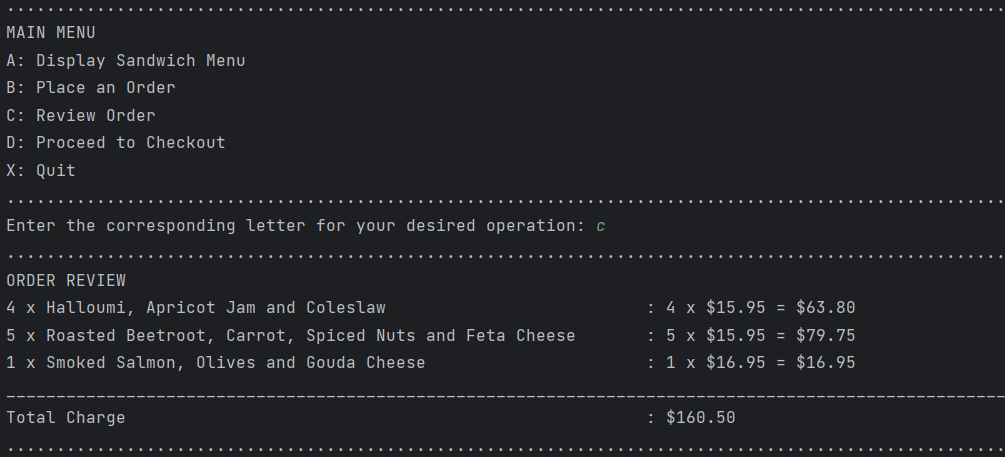 MAIN MENU
A: Display Sandwich Menu
B: Place an Order
C: Review Order
D: Proceed to Checkout
X: Quit
Enter the corresponding letter for your desired operation: c
ORDER REVIEW
4 x Halloumi, Apricot Jam and Coleslaw : 4 x $15.95 = $63.80
5 x Roasted Beetroot, Carrot, Spiced Nuts and Feta Cheese : 5 x $15.95 = $79.75
1 x Smoked Salmon, Olives and Gouda Cheese : 1 x $16.95 = $16.95
Total Charge : $160.50